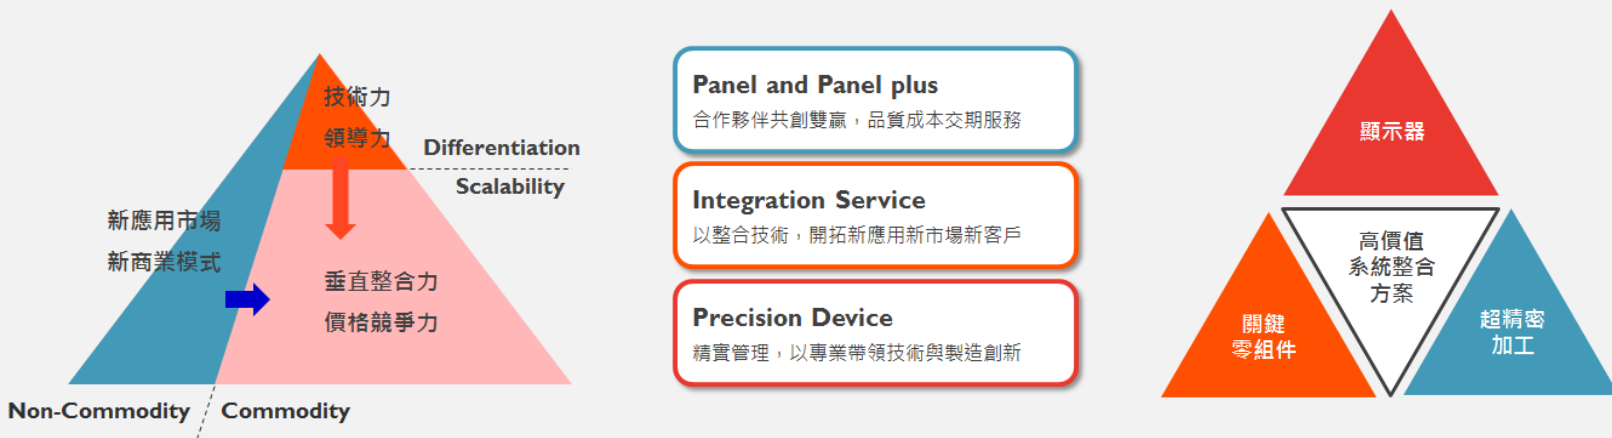 技術力
領導力
Differentiation
Scalability
新應用市場
新商業模式
垂直整合力
價格競爭力
Non-Commodity
Commodity
Panel and Panel plus
合作夥伴共創雙贏，品質成本交期服務
Integration Service
以整合技術，開拓新應用新市場新客戶
Precision Device
精實管理，以專業帶領技術與製造創新
顯示器
高價值
系統整合
方案
關鍵
零組件
超精密
加工